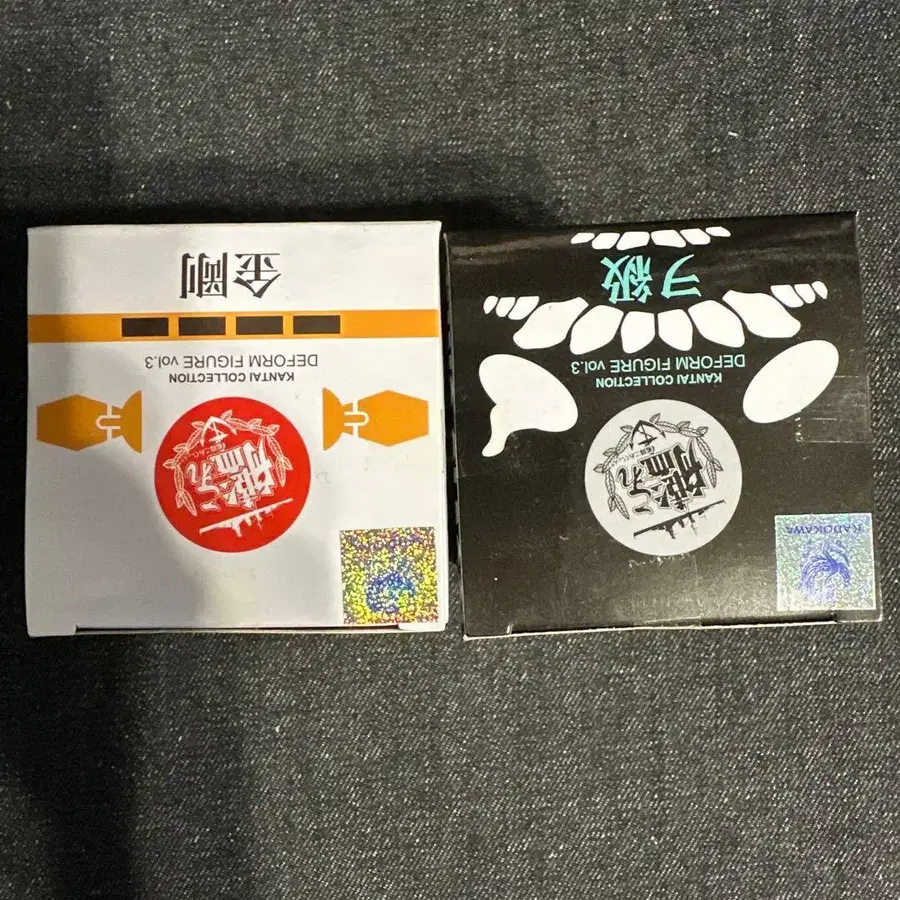 艦これ
KANTAI COLLECTION
DEFORM FIGURE vol.3
金剛
KADOKAWA
艦これ
KANTAI COLLECTION
DEFORM FIGURE vol.3
ヲ級